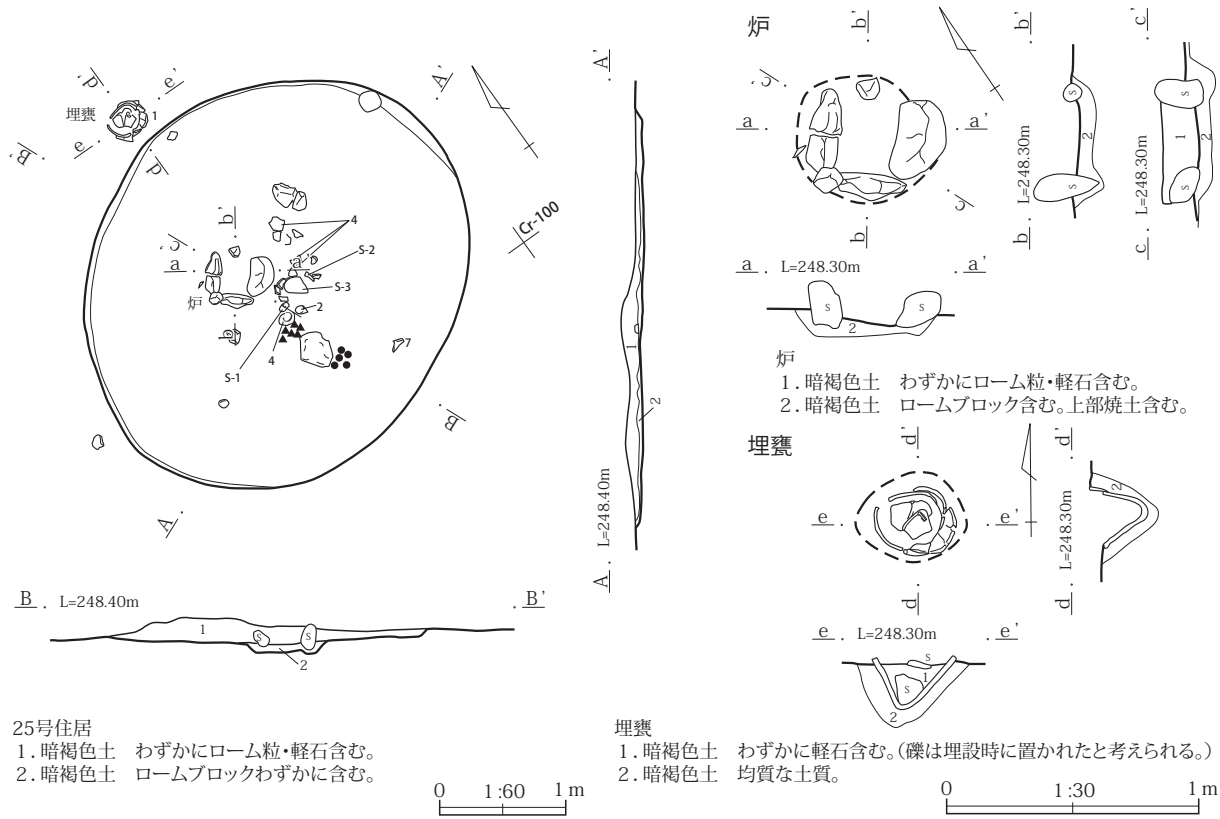 A'
d'
e'
埋甕
1
e
B'
d
b'
4
c'
a
a'
S-2
炉
S-3
2
b
4
S-1
7
Cr-100
B
A
A'
1
2
L=248.40m
A
B
L=248.40m
B'
1
S
S
2
25号住居
1．暗褐色土　わずかにローム粒・軽石含む。
2．暗褐色土　ロームブロックわずかに含む。
0　1:60　1 m
炉
b'
c'
a
a'
c
b
b'
S
2
S
L=248.30m
b
c'
S
1
2
S
L=248.30m
c
a
L=248.30m
a'
S
S
2
炉
1．暗褐色土　わずかにローム粒・軽石含む。
2．暗褐色土　ロームブロック含む。上部焼土含む。
埋甕
d'
e
e'
d
d'
2
L=248.30m
d
e
L=248.30m
e'
S
1
S
2
埋甕
1．暗褐色土　わずかに軽石含む。（礫は埋設時に置かれたと考えられる。）
2．暗褐色土　均質な土質。
0　1:30　1 m